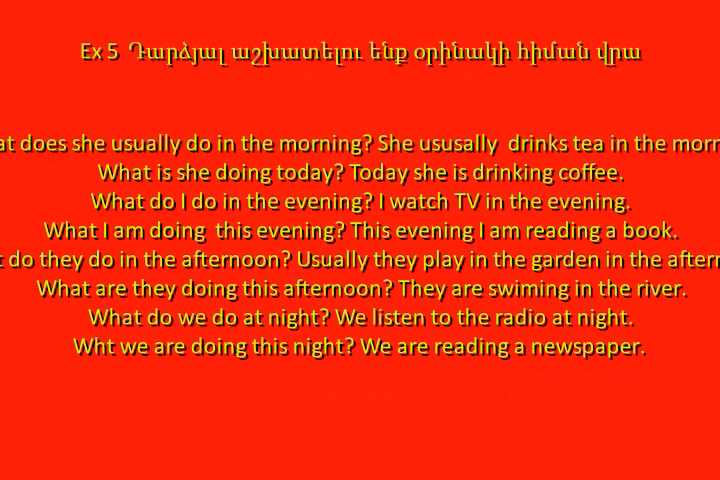 Ex 5 Դարձյալ աշխատելու ենք օրինակի հիման վրա
does she usually do in the morning? She ususally drinks tea in the
What is she doing today? Today she is drinking coffee.
What do I do in the evening? I watch TV in the evening.
What I am doing this evening? This evening I am reading a book.
do they do in the afternoon? Usually they play in the garden in the
What are they doing this afternoon? They are swiming in the river.
What do we do at night? We listen to the radio at night.
Wht we are doing this night? We are reading a newspaper.